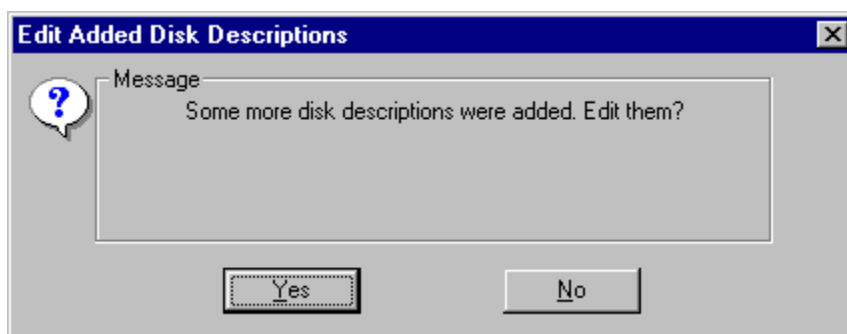 Edit Added Disk Descriptions
Message
Some more disk descriptions were added. Edit them?
Yes
No